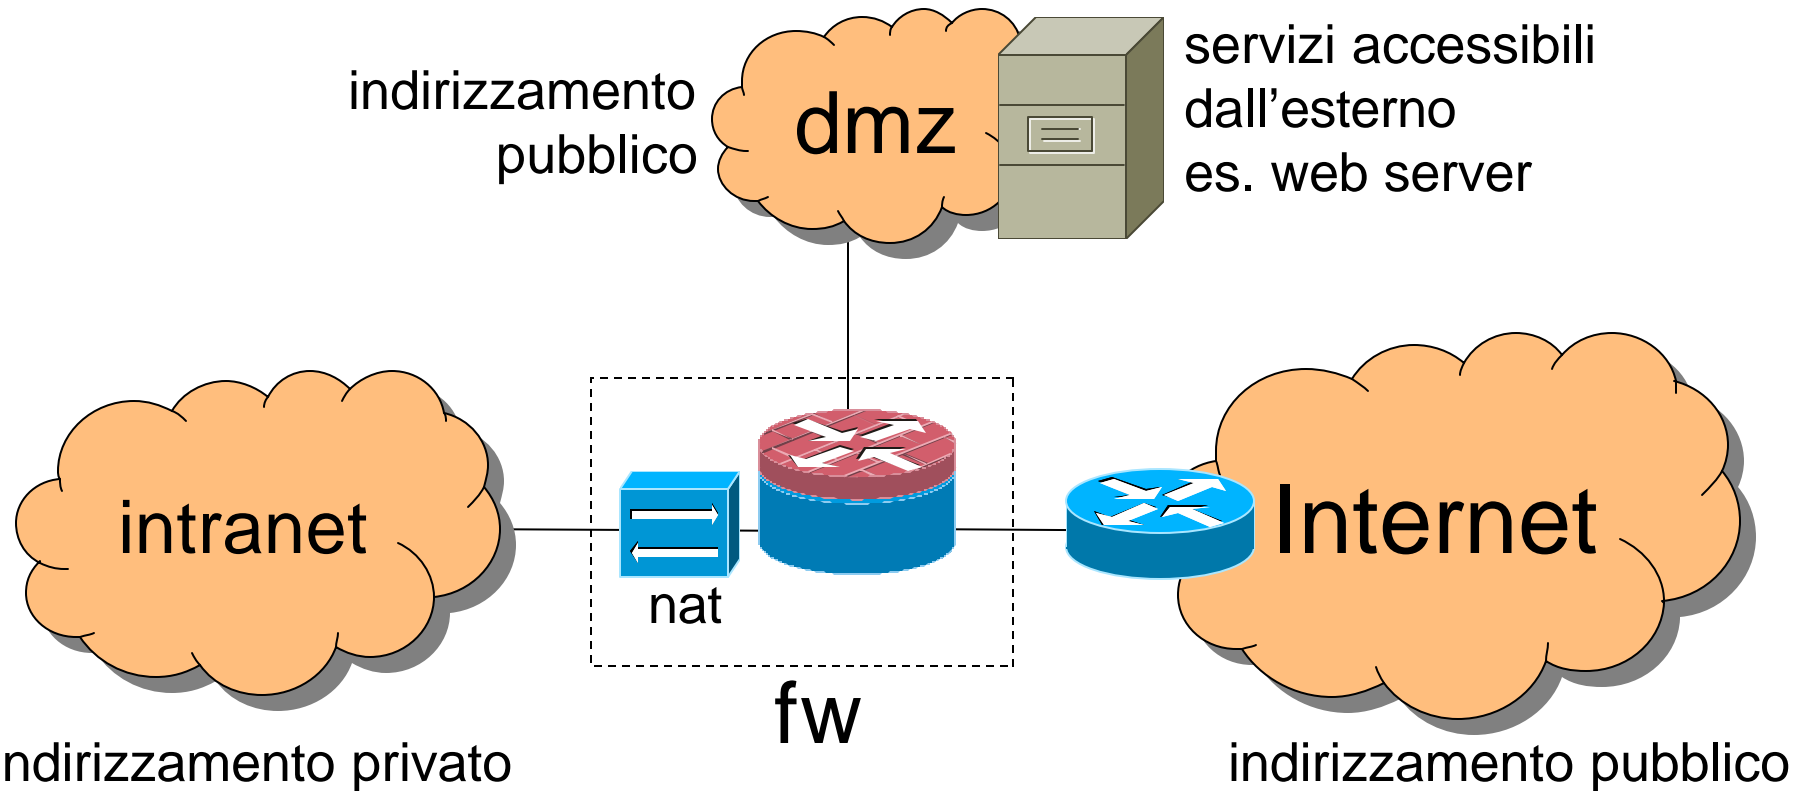 indirizzamento
pubblico
dmz
servizi accessibili
dall'esterno
es. web server
intranet
nat
Internet
fw
ndirizzamento privato
indirizzamento pubblico